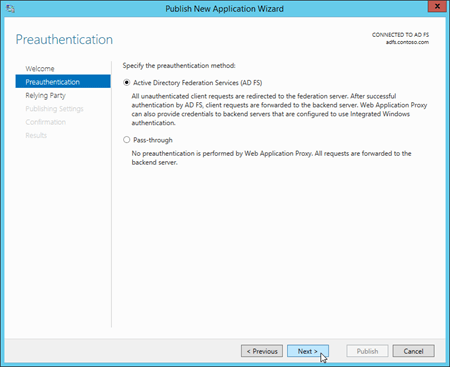 Publish New Application Wizard
x
Preauthentication
CONNECTED TO AD FS
adfs.contoso.com
Welcome
Preauthentication
Relying Party
Publishing Settings
Confirmation
Results
Specify the preauthentication method:
Active Directory Federation Services (AD FS)
All unauthenticated client requests are redirected to the federation server. After successful
authentication by AD FS, client requests are forwarded to the backend server. Web Application Proxy
can also provide credentials to backend servers that are configured to use Integrated Windows
authentication.
Pass-through
No preauthentication is performed by Web Application Proxy. All requests are forwarded to the
backend server.
< Previous
Next >
Publish
Cancel